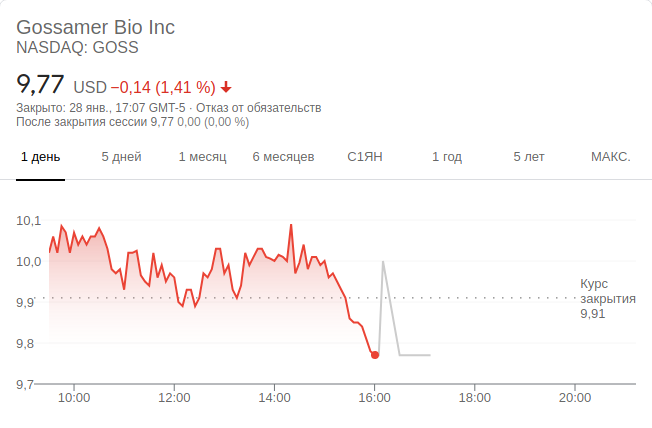 Gossamer Bio Inc
NASDAQ: GOSS
9,77 USD −0,14 (1,41 %)
Закрыто: 28 янв., 17:07 GMT-5 · Отказ от обязательств
После закрытия сессии 9,77 0,00 (0,00 %)
1 день 5 дней 1 месяц 6 месяцев С1ЯН 1 год 5 лет МАКС.
10,1
10,0
9,9
9,8
9,7
Курс
закрытия
9,91
10:00 12:00 14:00 16:00 18:00 20:00